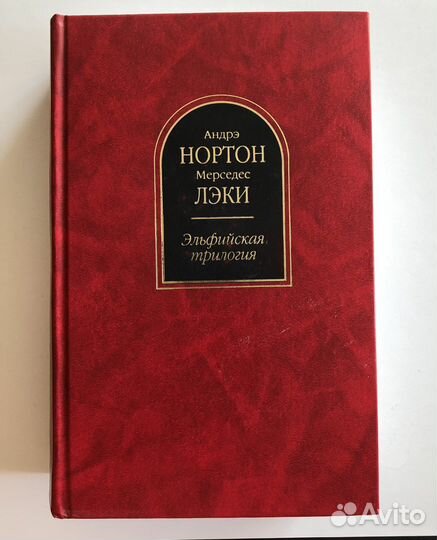 Андрэ
НОРТОН
Мерседес
ЛЭКИ
Эльфийская
трилогия
Avito